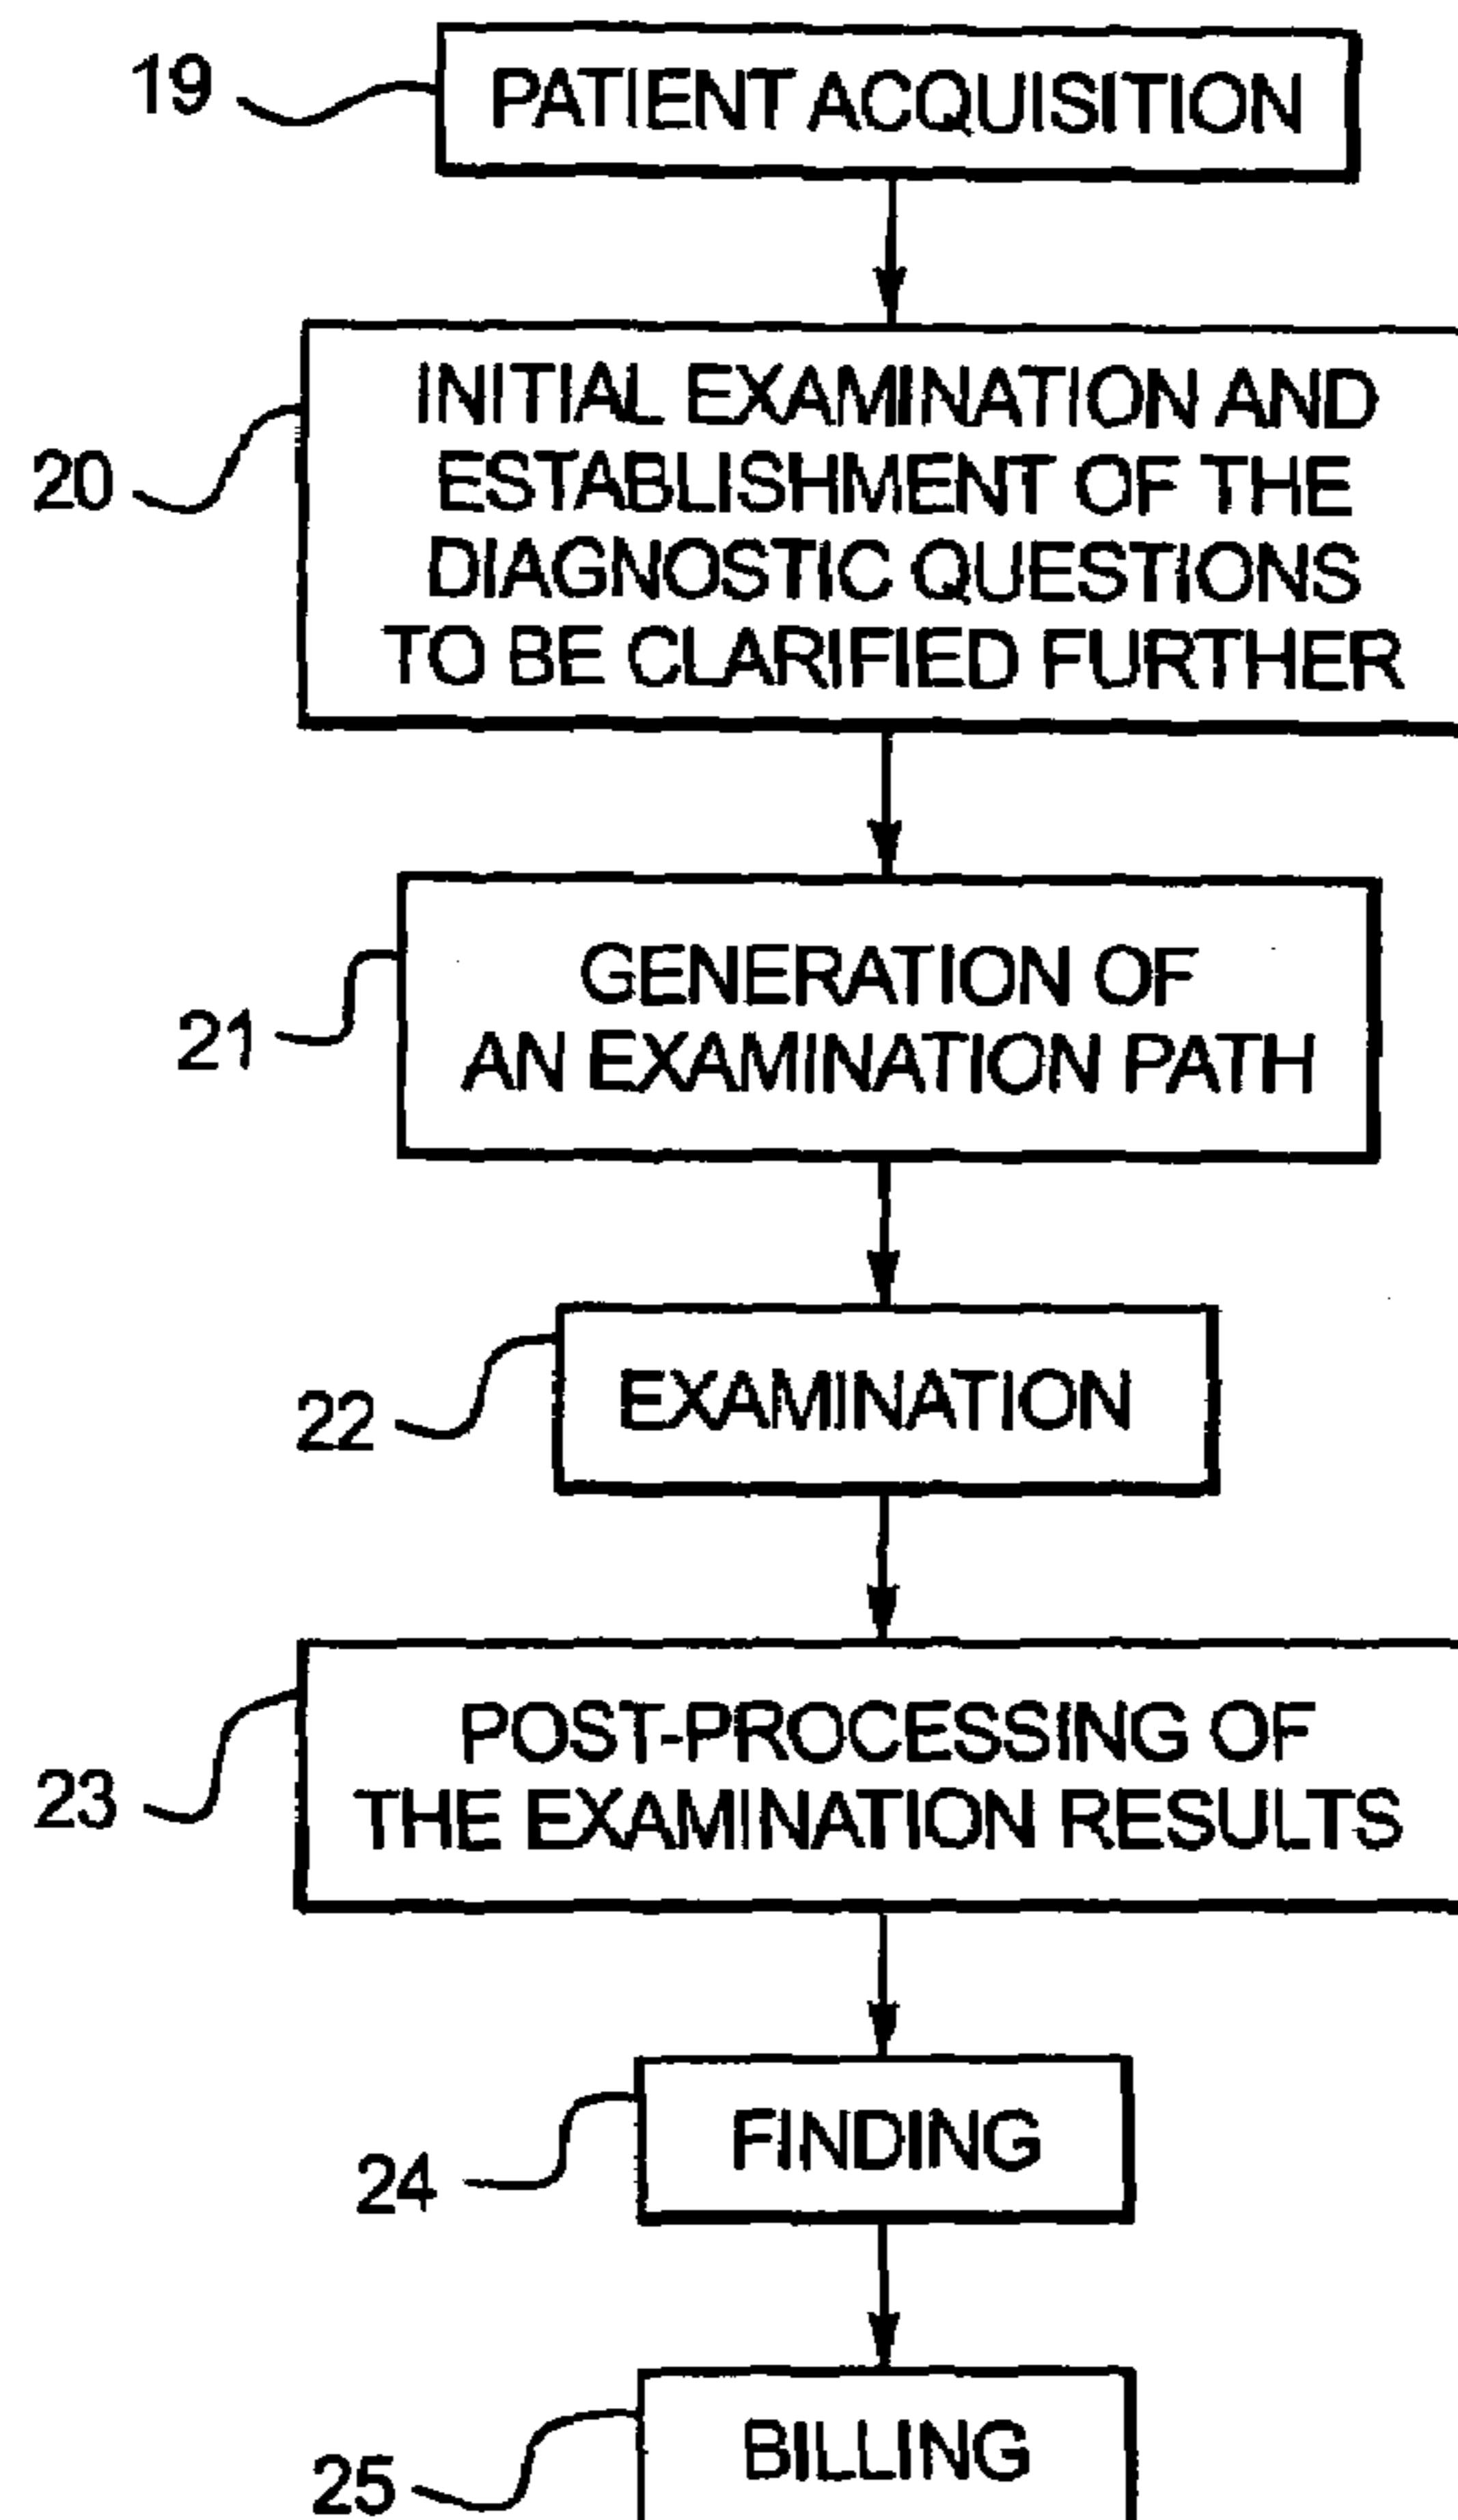 19
PATIENT ACQUISITION
20
INITIAL EXAMINATION AND
ESTABLISHMENT OF THE
DIAGNOSTIC QUESTIONS
TO BE CLARIFIED FURTHER
21
GENERATION OF
AN EXAMINATION PATH
22
EXAMINATION
23
POST-PROCESSING OF
THE EXAMINATION RESULTS
24
FINDING
25
BILLING